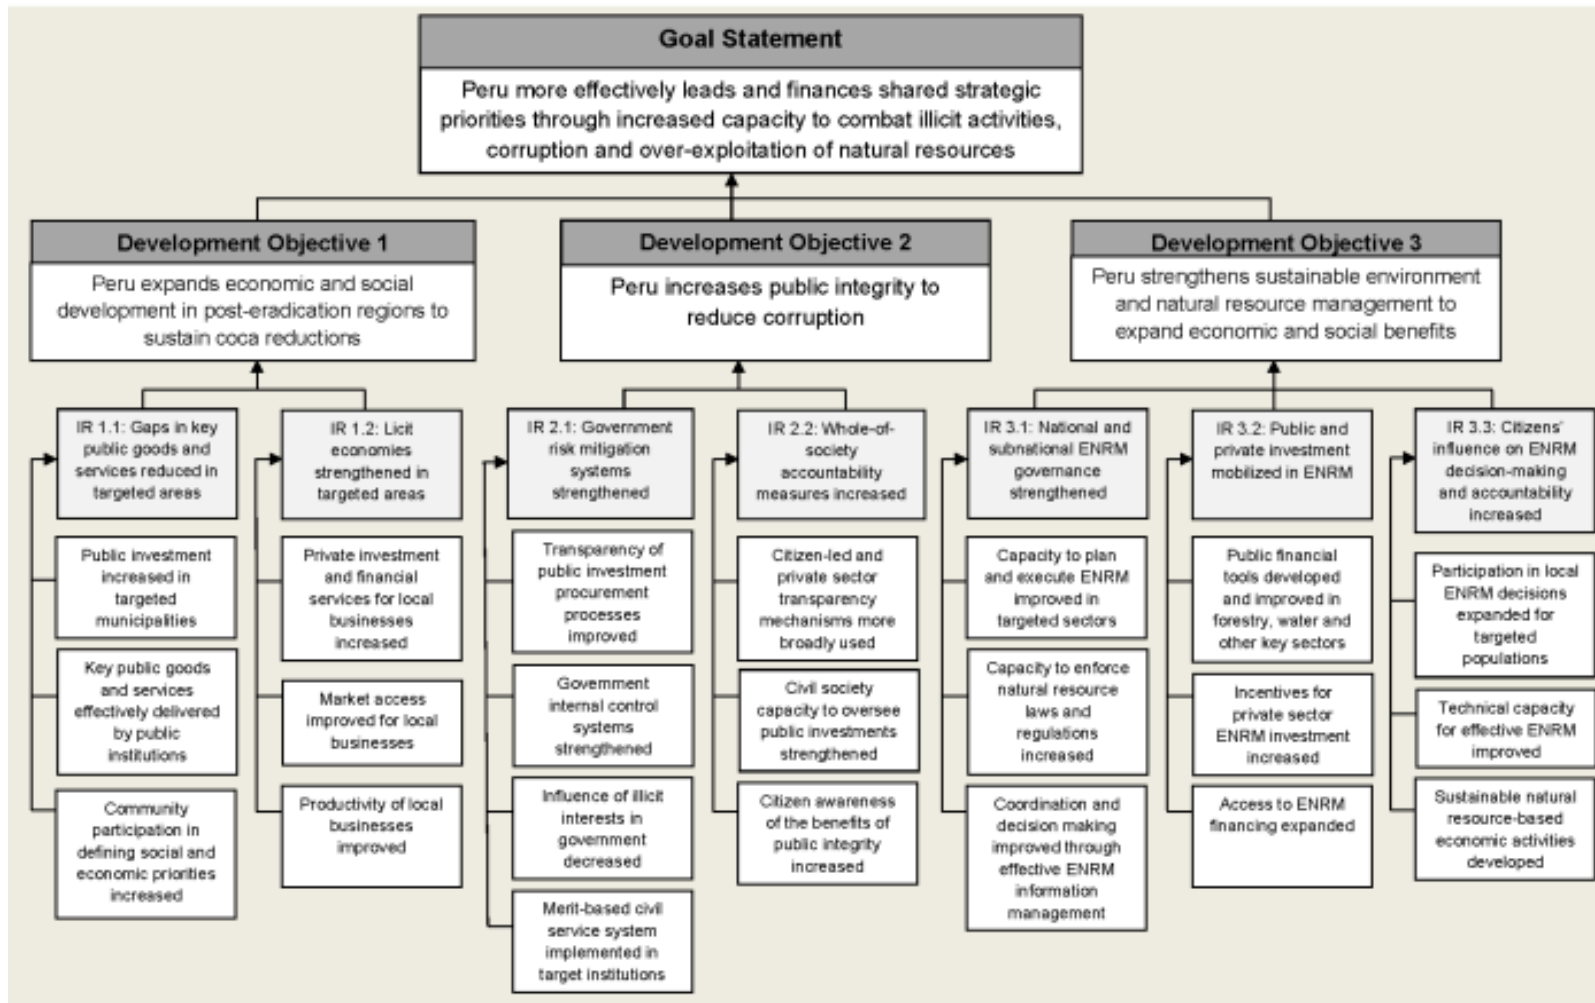 Goal Statement
Peru more effectively leads and finances shared strategic
priorities through increased capacity to combat illicit activities,
corruption and over-exploitation of natural resources
Development Objective 1
Peru expands economic and social
development in post-eradication regions to
sustain coca reductions
Development Objective 2
Peru increases public integrity to
reduce corruption
Development Objective 3
Peru strengthens sustainable environment
and natural resource management to
expand economic and social benefits
IR 1.1: Gaps in key
public goods and
services reduced in
targeted areas
Public investment
increased in
targeted
municipalities
Key public goods
and services
effectively delivered
by public
institutions
Community
participation in
defining social and
economic priorities
increased
IR 1.2: Licit
economies
strengthened in
targeted areas
Private investment
and financial
services for local
businesses
increased
Market access
improved for local
businesses
Productivity of local
businesses
improved
IR 2.1: Government
risk mitigation
systems
strengthened
Transparency of
public investment
procurement
processes
improved
Government
internal control
systems
strengthened
Influence of illicit
interests in
government
decreased
Merit-based civil
service system
implemented in
target institutions
IR 2.2: Whole-of-
society
accountability
measures increased
Citizen-led and
private sector
transparency
mechanisms more
broadly used
Civil society
capacity to oversee
public investments
strengthened
Citizen awareness
of the benefits of
public integrity
increased
IR 3.1: National and
subnational ENRM
governance
strengthened
Capacity to plan
and execute ENRM
improved in
targeted sectors
Capacity to enforce
natural resource
laws and
regulations
increased
Coordination and
decision making
improved through
effective ENRM
information
management
IR 3.2: Public and
private investment
mobilized in ENRM
Public financial
tools developed
and improved in
forestry, water and
other key sectors
Incentives for
private sector
ENRM investment
increased
Access to ENRM
financing expanded
IR 3.3: Citizens'
influence on ENRM
decision-making
and accountability
increased
Participation in local
ENRM decisions
expanded for
targeted
populations
Technical capacity
for effective ENRM
improved
Sustainable natural
resource-based
economic activities
developed